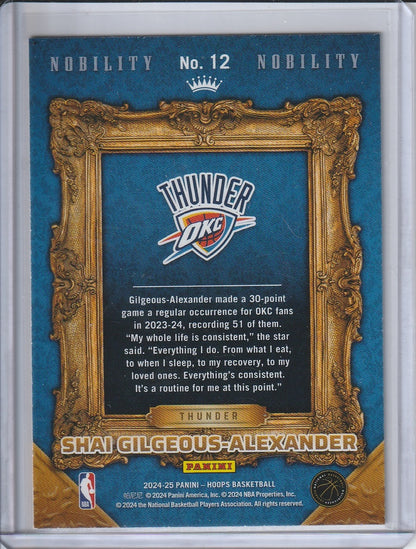 NOBILITY No. 12 NOBILITY
THUNDER
OKC
Gilgeous-Alexander made a 30-point
game a regular occurrence for OKC fans
in 2023-24, recording 51 of them.
“My whole life is consistent,” the star
said. “Everything I do. From what I eat,
to when I sleep, to my recovery, to my
loved ones. Everything’s consistent.
It’s a routine for me at this point.”
THUNDER
SHAI GILGEOUS-ALEXANDER
PANINI
NBA
2024-25 PANINI – HOOPS BASKETBALL
帕尼尼 © 2024 Panini America, Inc. © 2024 NBA Properties, Inc.
© 2024 the National Basketball Players Association. All rights reserved.